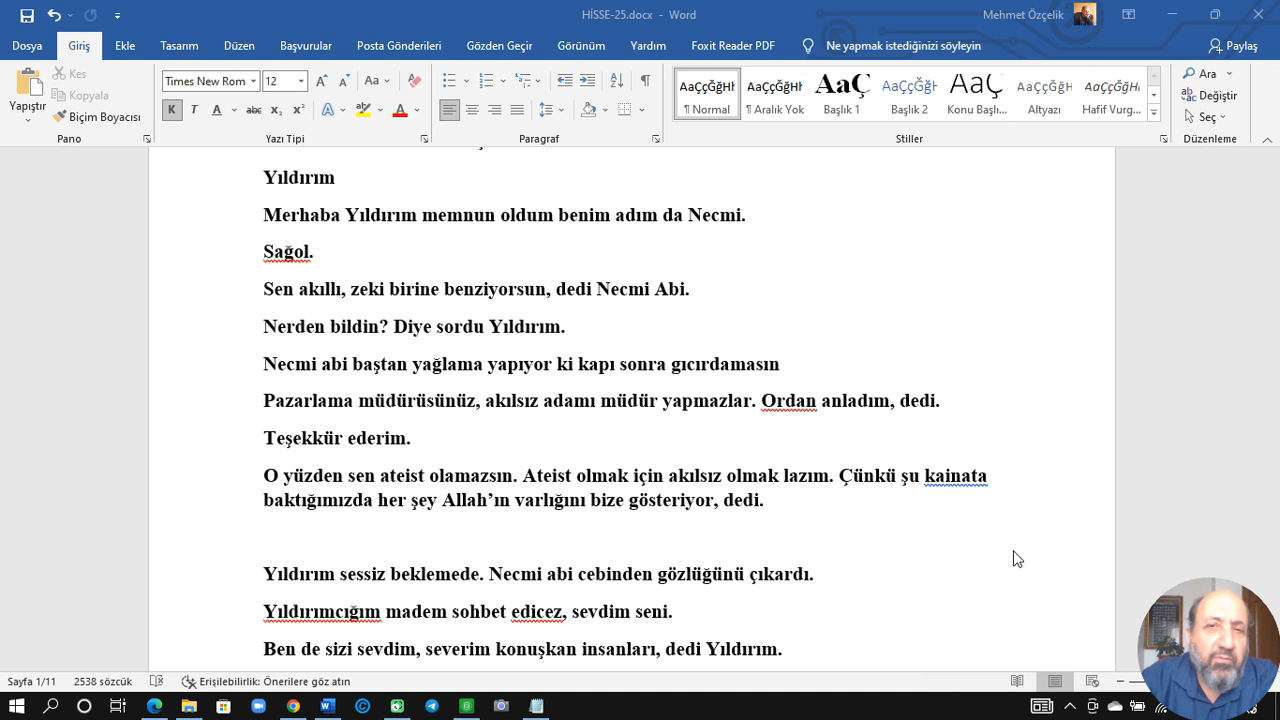 HİSSE-25.docx - Word
Mehmet Özçelik
Dosya Giriş Ekle Tasarım Düzen Başvurular Posta Gönderileri Gözden Geçir Görünüm Yardım Foxit Reader PDF Ne yapmak istediğinizi söyleyin Paylaş
Yapıştır
Kes
Kopyala
Biçim Boyacısı
Pano
Times New Rom 12
Yazı Tipi
Paragraf
AaÇçĞğHl AaÇçĞğHl AaÇ AaÇçĞğH AaÇ AaÇçĞğHl AaÇçĞğHl
¶ Normal ¶ Aralık Yok Başlık 1 Başlık 2 Konu Başlı... Altyazı Hafif Vurg...
Stiller
Ara
Değiştir
Seç
Düzenleme
Yıldırım
Merhaba Yıldırım memnun oldum benim adım da Necmi.
Sağol.
Sen akıllı, zeki birine benziyorsun, dedi Necmi Abi.
Nerden bildin? Diye sordu Yıldırım.
Necmi abi baştan yağlama yapıyor ki kapı sonra gıcırdamasın
Pazarlama müdürüsünüz, akılsız adamı müdür yapmazlar. Ordan anladım, dedi.
Teşekkür ederim.
O yüzden sen ateist olamazsın. Ateist olmak için akılsız olmak lazım. Çünkü şu kainata
baktığımızda her şey Allah’ın varlığını bize gösteriyor, dedi.
Yıldırım sessiz beklemede. Necmi abi cebinden gözlüğünü çıkardı.
Yıldırımcığım madem sohbet edicez, sevdim seni.
Ben de sizi sevdim, severim konuşkan insanları, dedi Yıldırım.
Sayfa 1/11 2538 sözcük Erişilebilirlik: Önerilere göz atın